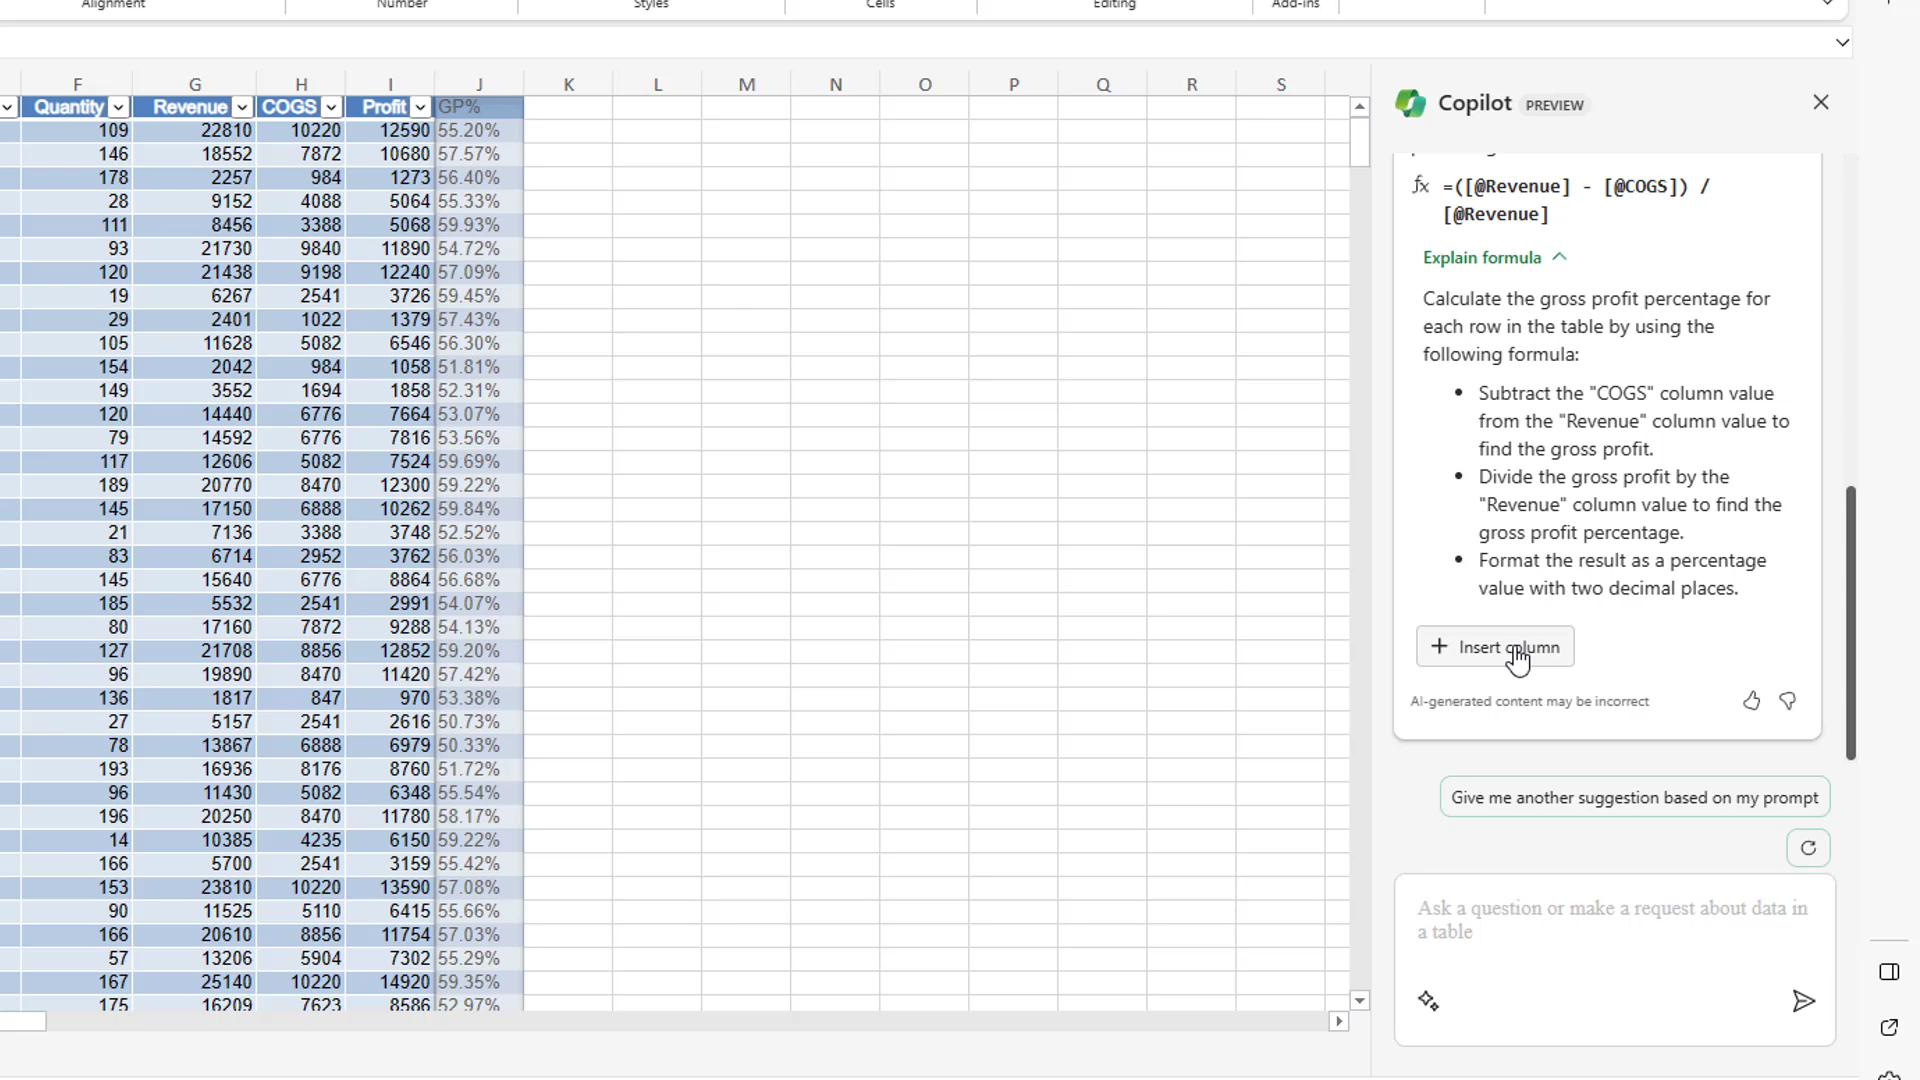 Alignment Number Styles Cells Editing Add-ins
F G H I J K L M N O P Q R S
Quantity Revenue COGS Profit GP%
109 22810 10220 12590 55.20%
146 18552 7872 10680 57.57%
178 2257 984 1273 56.40%
28 9152 4088 5064 55.33%
111 8456 3388 5068 59.93%
93 21730 9840 11890 54.72%
120 21438 9198 12240 57.09%
19 6267 2541 3726 59.45%
29 2401 1022 1379 57.43%
105 11628 5082 6546 56.30%
154 2042 984 1058 51.81%
149 3552 1694 1858 52.31%
120 14440 6776 7664 53.07%
79 14592 6776 7816 53.56%
117 12606 5082 7524 59.69%
189 20770 8470 12300 59.22%
145 17150 6888 10262 59.84%
21 7136 3388 3748 52.52%
83 6714 2952 3762 56.03%
145 15640 6776 8864 56.68%
185 5532 2541 2991 54.07%
80 17160 7872 9288 54.13%
127 21708 8856 12852 59.20%
96 19890 8470 11420 57.42%
136 1817 847 970 53.38%
27 5157 2541 2616 50.73%
78 13867 6888 6979 50.33%
193 16936 8176 8760 51.72%
96 11430 5082 6348 55.54%
196 20250 8470 11780 58.17%
14 10385 4235 6150 59.22%
166 5700 2541 3159 55.42%
153 23810 10220 13590 57.08%
90 11525 5110 6415 55.66%
166 20610 8856 11754 57.03%
57 13206 5904 7302 55.29%
167 25140 10220 14920 59.35%
175 16209 7623 8586 52.97%
Copilot PREVIEW
fx =([@Revenue] - [@COGS]) /
[@Revenue]
Explain formula
Calculate the gross profit percentage for
each row in the table by using the
following formula:
• Subtract the "COGS" column value
from the "Revenue" column value to
find the gross profit.
• Divide the gross profit by the
"Revenue" column value to find the
gross profit percentage.
• Format the result as a percentage
value with two decimal places.
+ Insert column
AI-generated content may be incorrect
Give me another suggestion based on my prompt
Ask a question or make a request about data in
a table